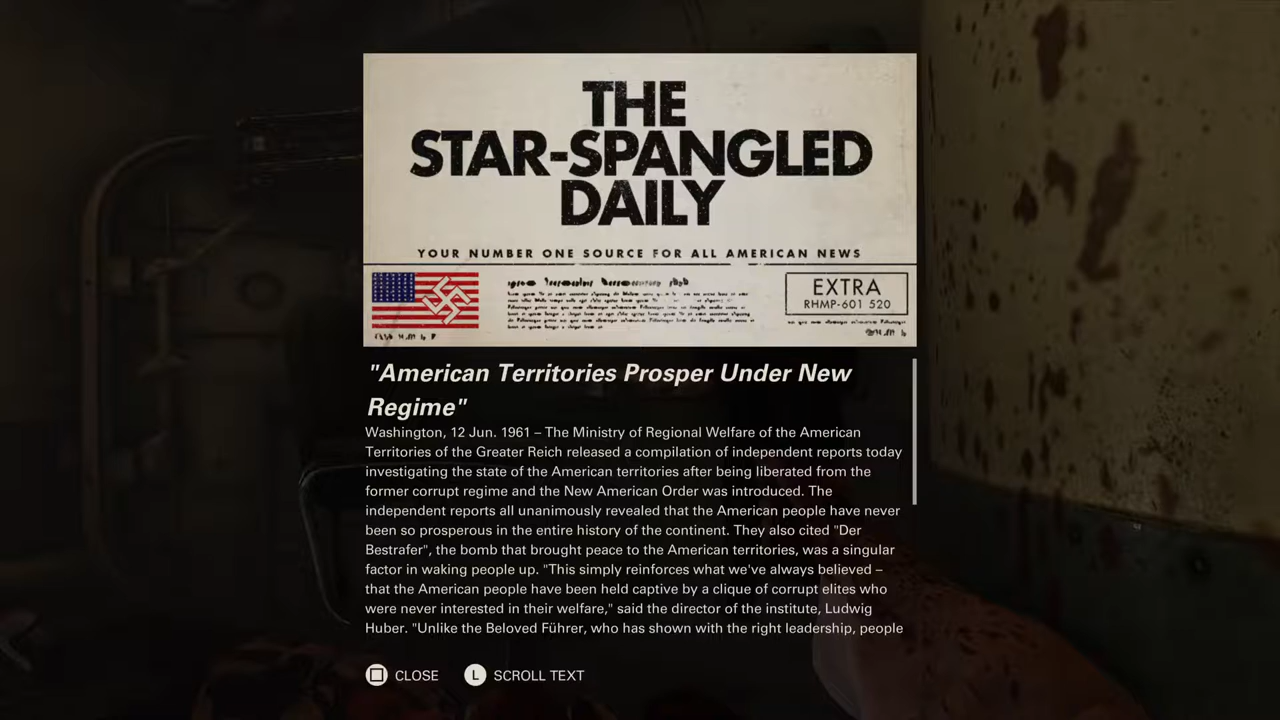 THE
STAR-SPANGLED
DAILY
YOUR NUMBER ONE SOURCE FOR ALL AMERICAN NEWS
EXTRA
RHMP-601 520
"American Territories Prosper Under New
Regime"
Washington, 12 Jun. 1961 – The Ministry of Regional Welfare of the American
Territories of the Greater Reich released a compilation of independent reports today
investigating the state of the American territories after being liberated from the
former corrupt regime and the New American Order was introduced. The
independent reports all unanimously revealed that the American people have never
been so prosperous in the entire history of the continent. They also cited "Der
Bestrafer", the bomb that brought peace to the American territories, was a singular
factor in waking people up. "This simply reinforces what we've always believed –
that the American people have been held captive by a clique of corrupt elites who
were never interested in their welfare," said the director of the institute, Ludwig
Huber. "Unlike the Beloved Führer, who has shown with the right leadership, people
CLOSE
L SCROLL TEXT